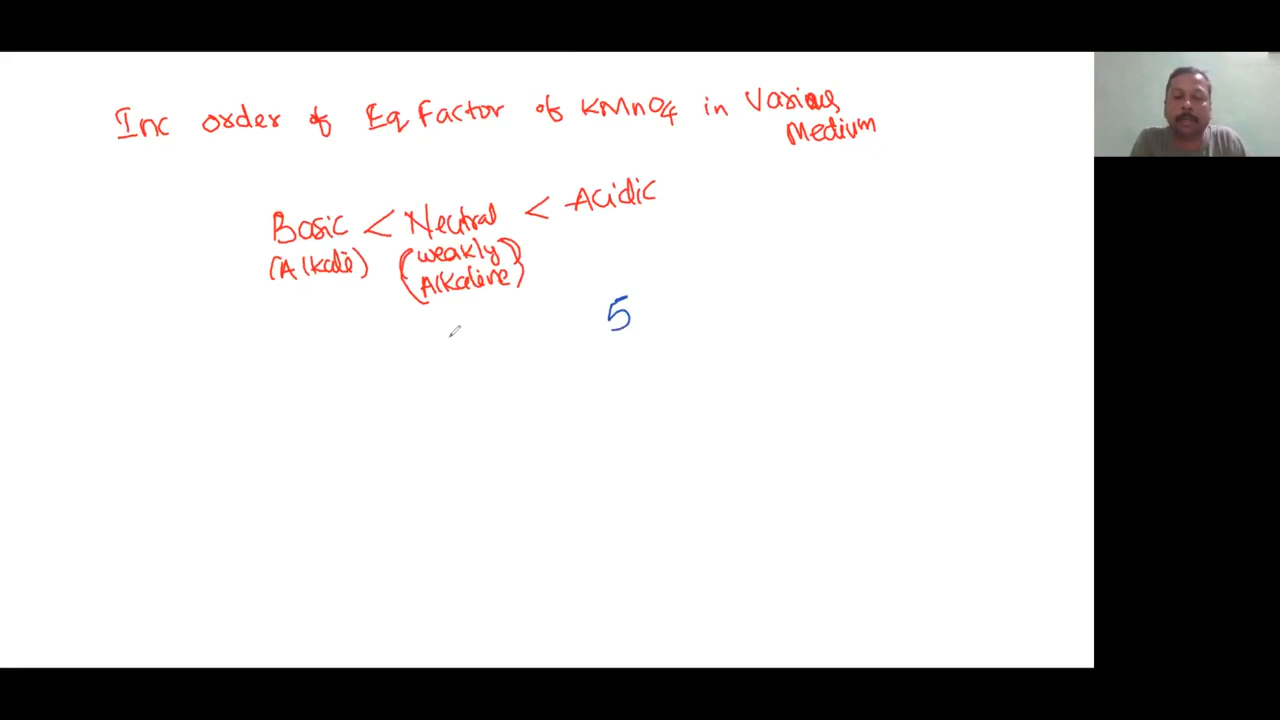 Inc order of Eq Factor of KMnO4 in Various
Medium
Basic < Neutral < Acidic
(Alkali) (weakly
Alkaline)
5